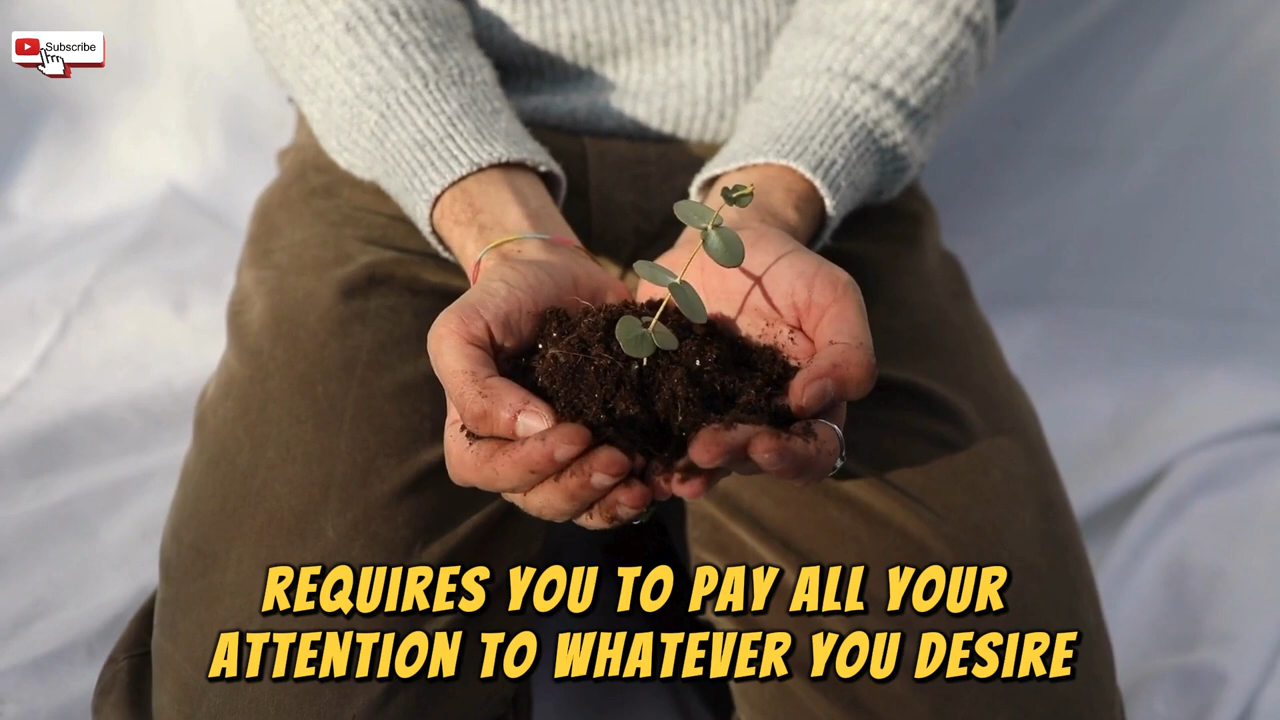 Subscribe
REQUIRES YOU TO PAY ALL YOUR
ATTENTION TO WHATEVER YOU DESIRE